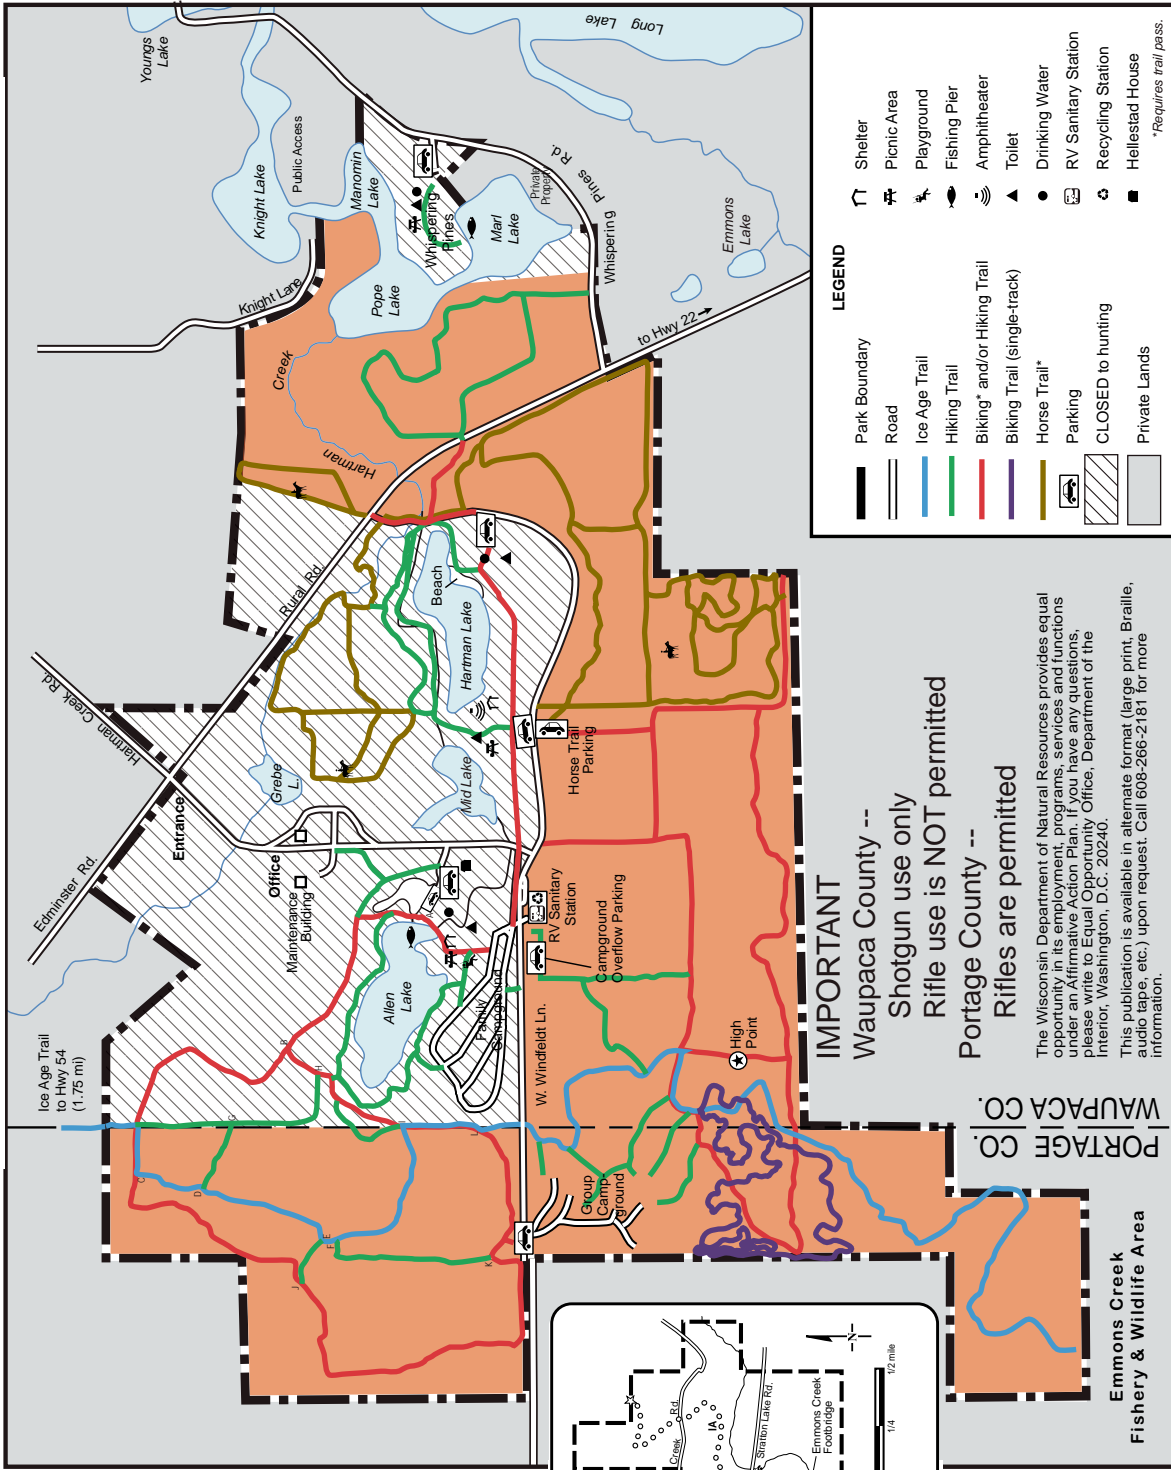 Youngs
Lake
Long Lake
Knight Lake
Public Access
Manomin
Lake
Private
Property
Whispering
Pines
Marl
Lake
Whispering Pines Rd.
Emmons
Lake
Knight Lane
Pope
Lake
Hartman Creek
to Hwy 22
Rural Rd.
Beach
Hartman Lake
Hartman Creek Rd.
Grebe
L.
Mid Lake
Horse Trail
Parking
Entrance
Edminster Rd.
Office
Maintenance
Building
A
RV Sanitary
Station
Campground
Overflow Parking
Allen
Lake
Family
Campground
W. Windfeldt Ln.
High
Point
Ice Age Trail
to Hwy 54
(1.75 mi)
B
H
G
I
L
C
D
E
F
J
K
Group
Camp-
ground
PORTAGE CO.
WAUPACA CO.
Emmons Creek
Fishery & Wildlife Area
IMPORTANT
Waupaca County --
Shotgun use only
Rifle use is NOT permitted
Portage County --
Rifles are permitted
The Wisconsin Department of Natural Resources provides equal
opportunity in its employment, programs, services and functions
under an Affirmative Action Plan. If you have any questions,
please write to Equal Opportunity Office, Department of the
Interior, Washington, D.C. 20240.
This publication is available in alternate format (large print, Braille,
audio tape, etc.) upon request. Call 608-266-2181 for more
information.
LEGEND
Park Boundary
Road
Ice Age Trail
Hiking Trail
Biking* and/or Hiking Trail
Biking Trail (single-track)
Horse Trail*
Parking
CLOSED to hunting
Private Lands
Shelter
Picnic Area
Playground
Fishing Pier
Amphitheater
Toilet
Drinking Water
RV Sanitary Station
Recycling Station
Hellestad House
*Requires trail pass.
Creek Rd.
IA
Stratton Lake Rd.
Emmons Creek
Footbridge
N
1/4
1/2 mile